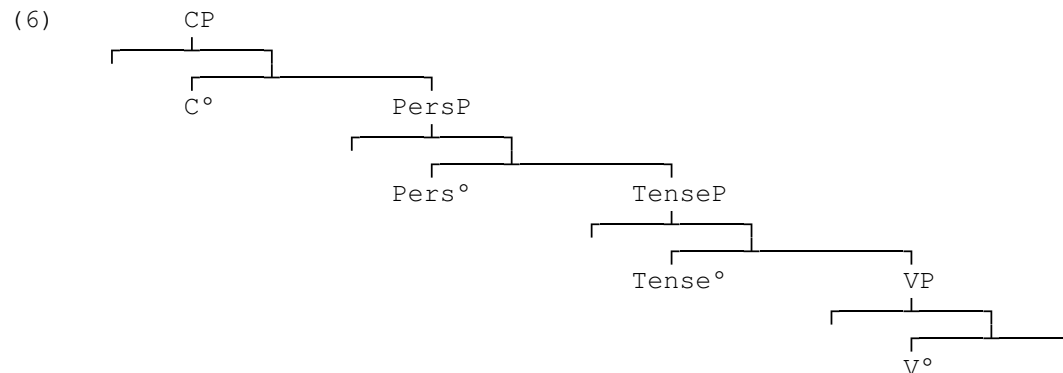 (6) CP
C° PersP
Pers° TenseP
Tense° VP
V°